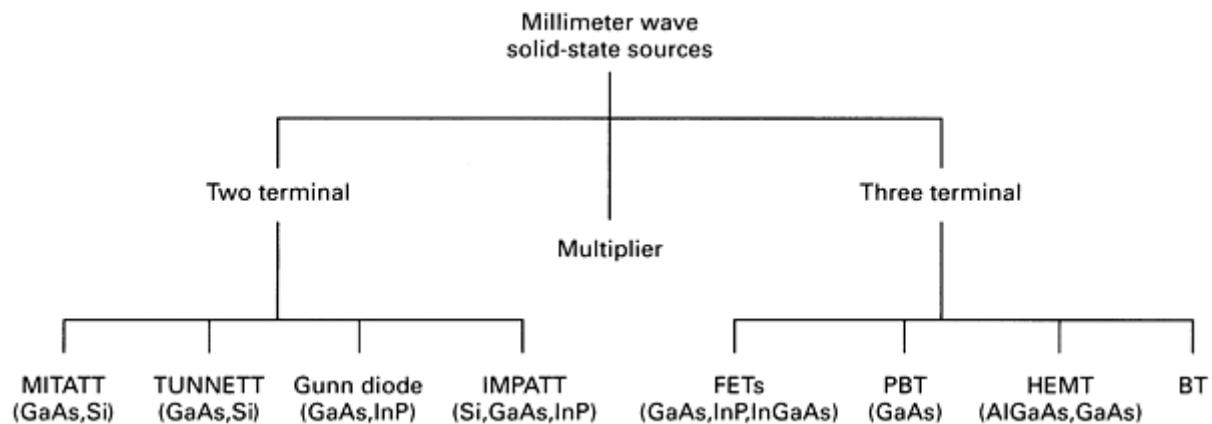 Millimeter wave
solid-state sources
Two terminal
Three terminal
Multiplier
MITATT
(GaAs,Si)
TUNNETT
(GaAs,Si)
Gunn diode
(GaAs,InP)
IMPATT
(Si,GaAs,InP)
FETs
(GaAs,InP,InGaAs)
PBT
(GaAs)
HEMT
(AlGaAs,GaAs)
BT